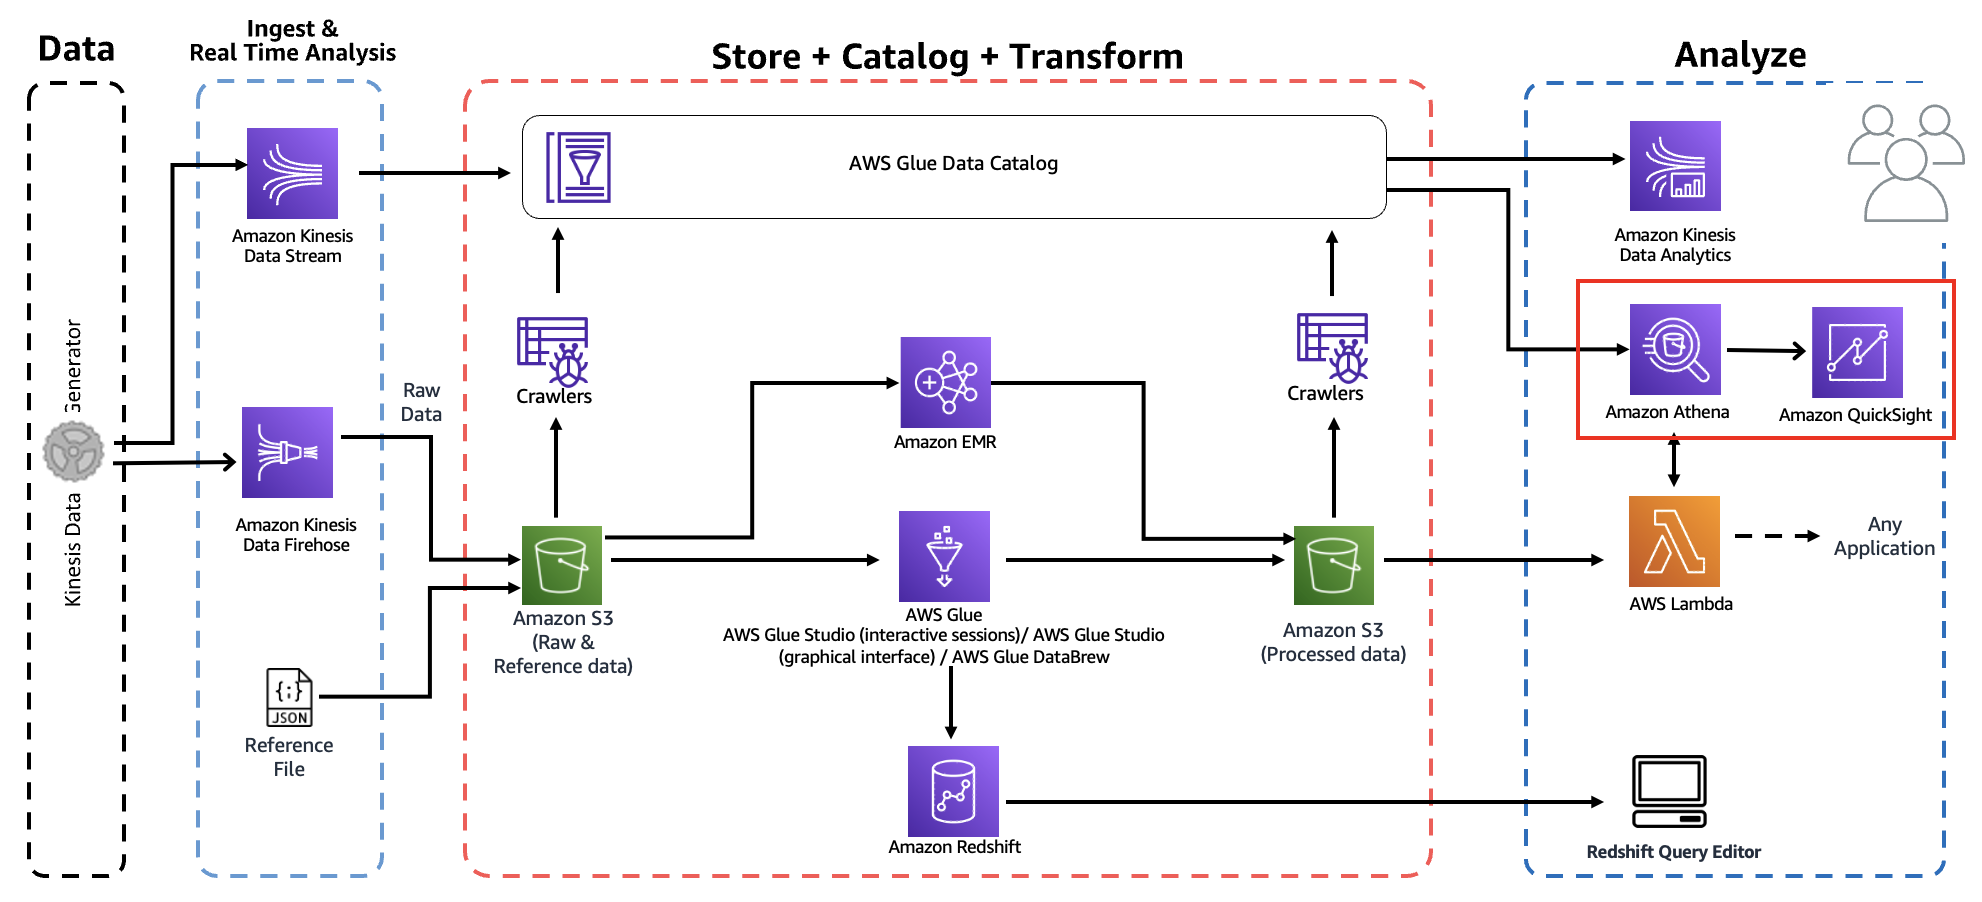 Data
Ingest &
Real Time Analysis
Store + Catalog + Transform
Analyze
Kinesis Data Generator
Amazon Kinesis
Data Stream
Amazon Kinesis
Data Firehose
Raw
Data
{;}
JSON
Reference
File
AWS Glue Data Catalog
Crawlers
Crawlers
Amazon EMR
Amazon S3
(Raw &
Reference data)
AWS Glue
AWS Glue Studio (interactive sessions)/ AWS Glue Studio
(graphical interface) / AWS Glue DataBrew
Amazon S3
(Processed data)
Amazon Redshift
Amazon Kinesis
Data Analytics
Amazon Athena
Amazon QuickSight
AWS Lambda
Any
Application
Redshift Query Editor